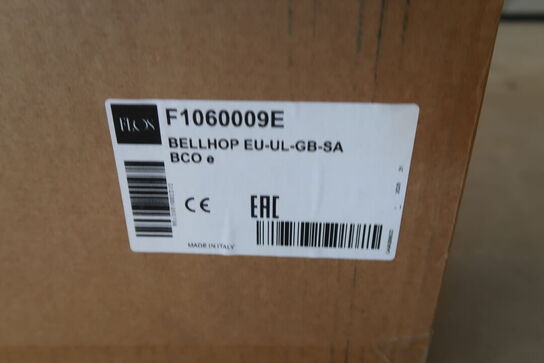 FLOS
F1060009E
BELLHOP EU-UL-GB-SA
BCO e
CE
EAC
MADE IN ITALY